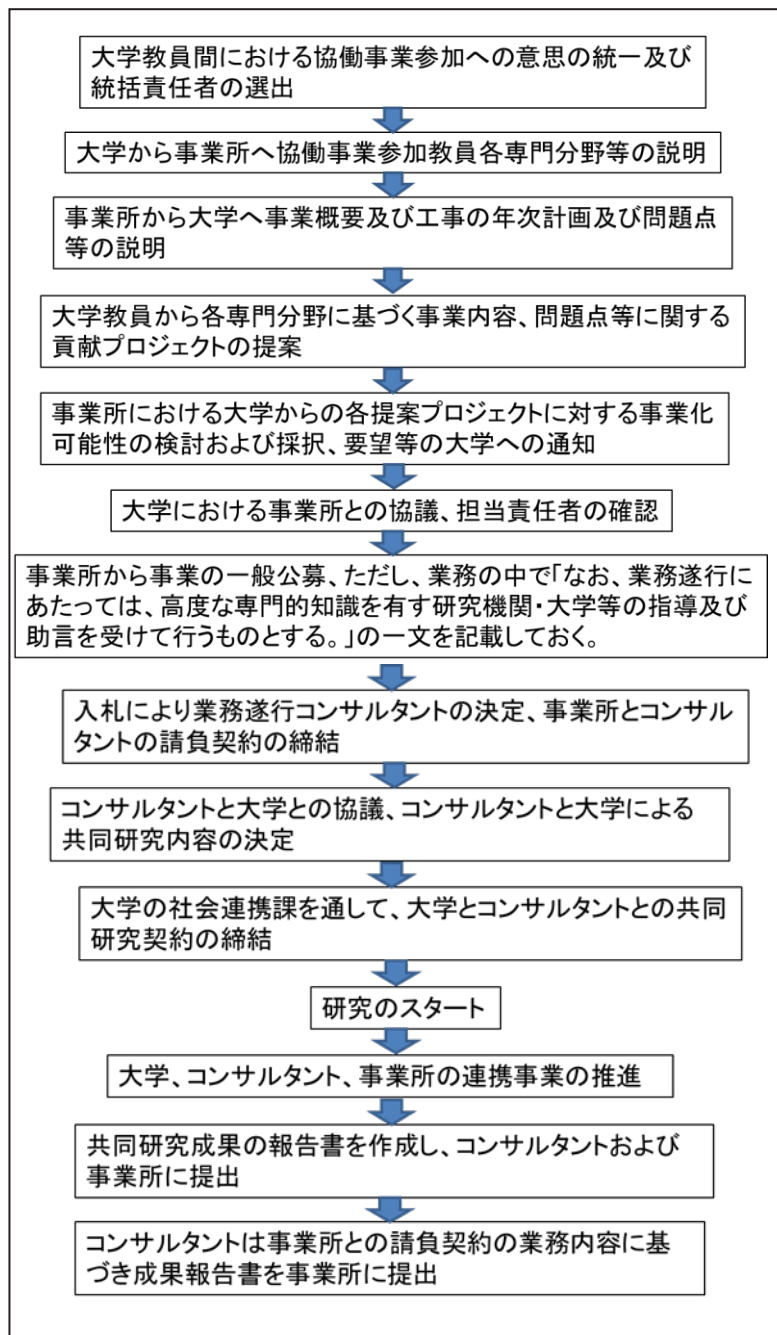 大学教員間における協働事業参加への意思の統一及び
統括責任者の選出
大学から事業所へ協働事業参加教員各専門分野等の説明
事業所から大学へ事業概要及び工事の年次計画及び問題点
等の説明
大学教員から各専門分野に基づく事業内容、問題点等に関する
貢献プロジェクトの提案
事業所における大学からの各提案プロジェクトに対する事業化
可能性の検討および採択、要望等の大学への通知
大学における事業所との協議、担当責任者の確認
事業所から事業の一般公募、ただし、業務の中で「なお、業務遂行に
あたっては、高度な専門的知識を有す研究機関・大学等の指導及び
助言を受けて行うものとする。」の一文を記載しておく。
入札により業務遂行コンサルタントの決定、事業所とコンサル
タントの請負契約の締結
コンサルタントと大学との協議、コンサルタントと大学による
共同研究内容の決定
大学の社会連携課を通して、大学とコンサルタントとの共同
研究契約の締結
研究のスタート
大学、コンサルタント、事業所の連携事業の推進
共同研究成果の報告書を作成し、コンサルタントおよび
事業所に提出
コンサルタントは事業所との請負契約の業務内容に基
づき成果報告書を事業所に提出